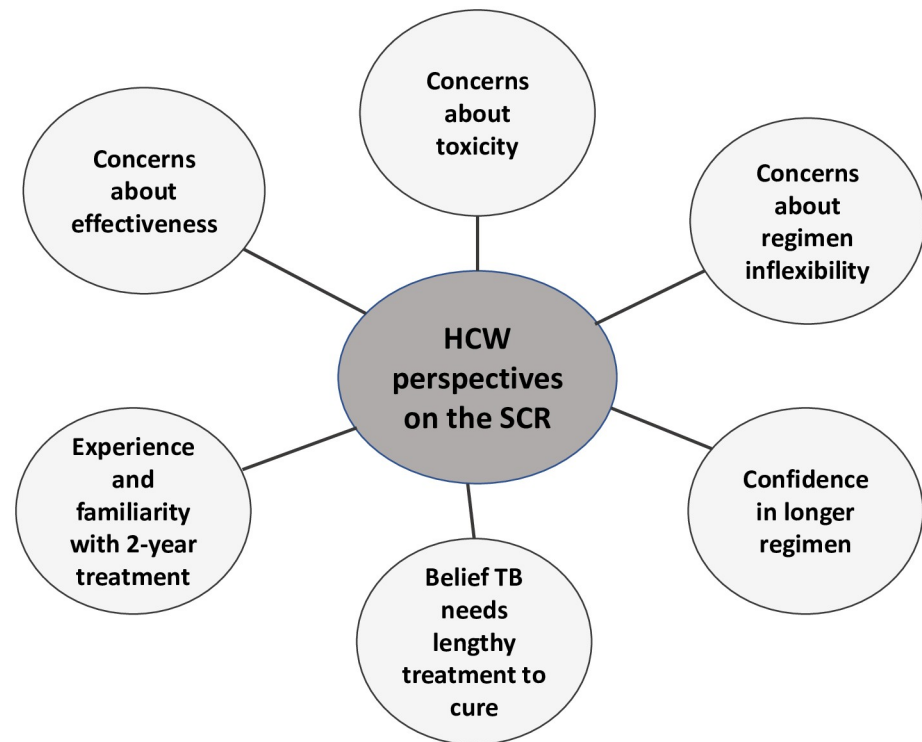 Concerns
about
toxicity
Concerns
about
effectiveness
Concerns
about
regimen
inflexibility
HCW
perspectives
on the SCR
Experience
and
familiarity
with 2-year
treatment
Confidence
in longer
regimen
Belief TB
needs
lengthy
treatment to
cure